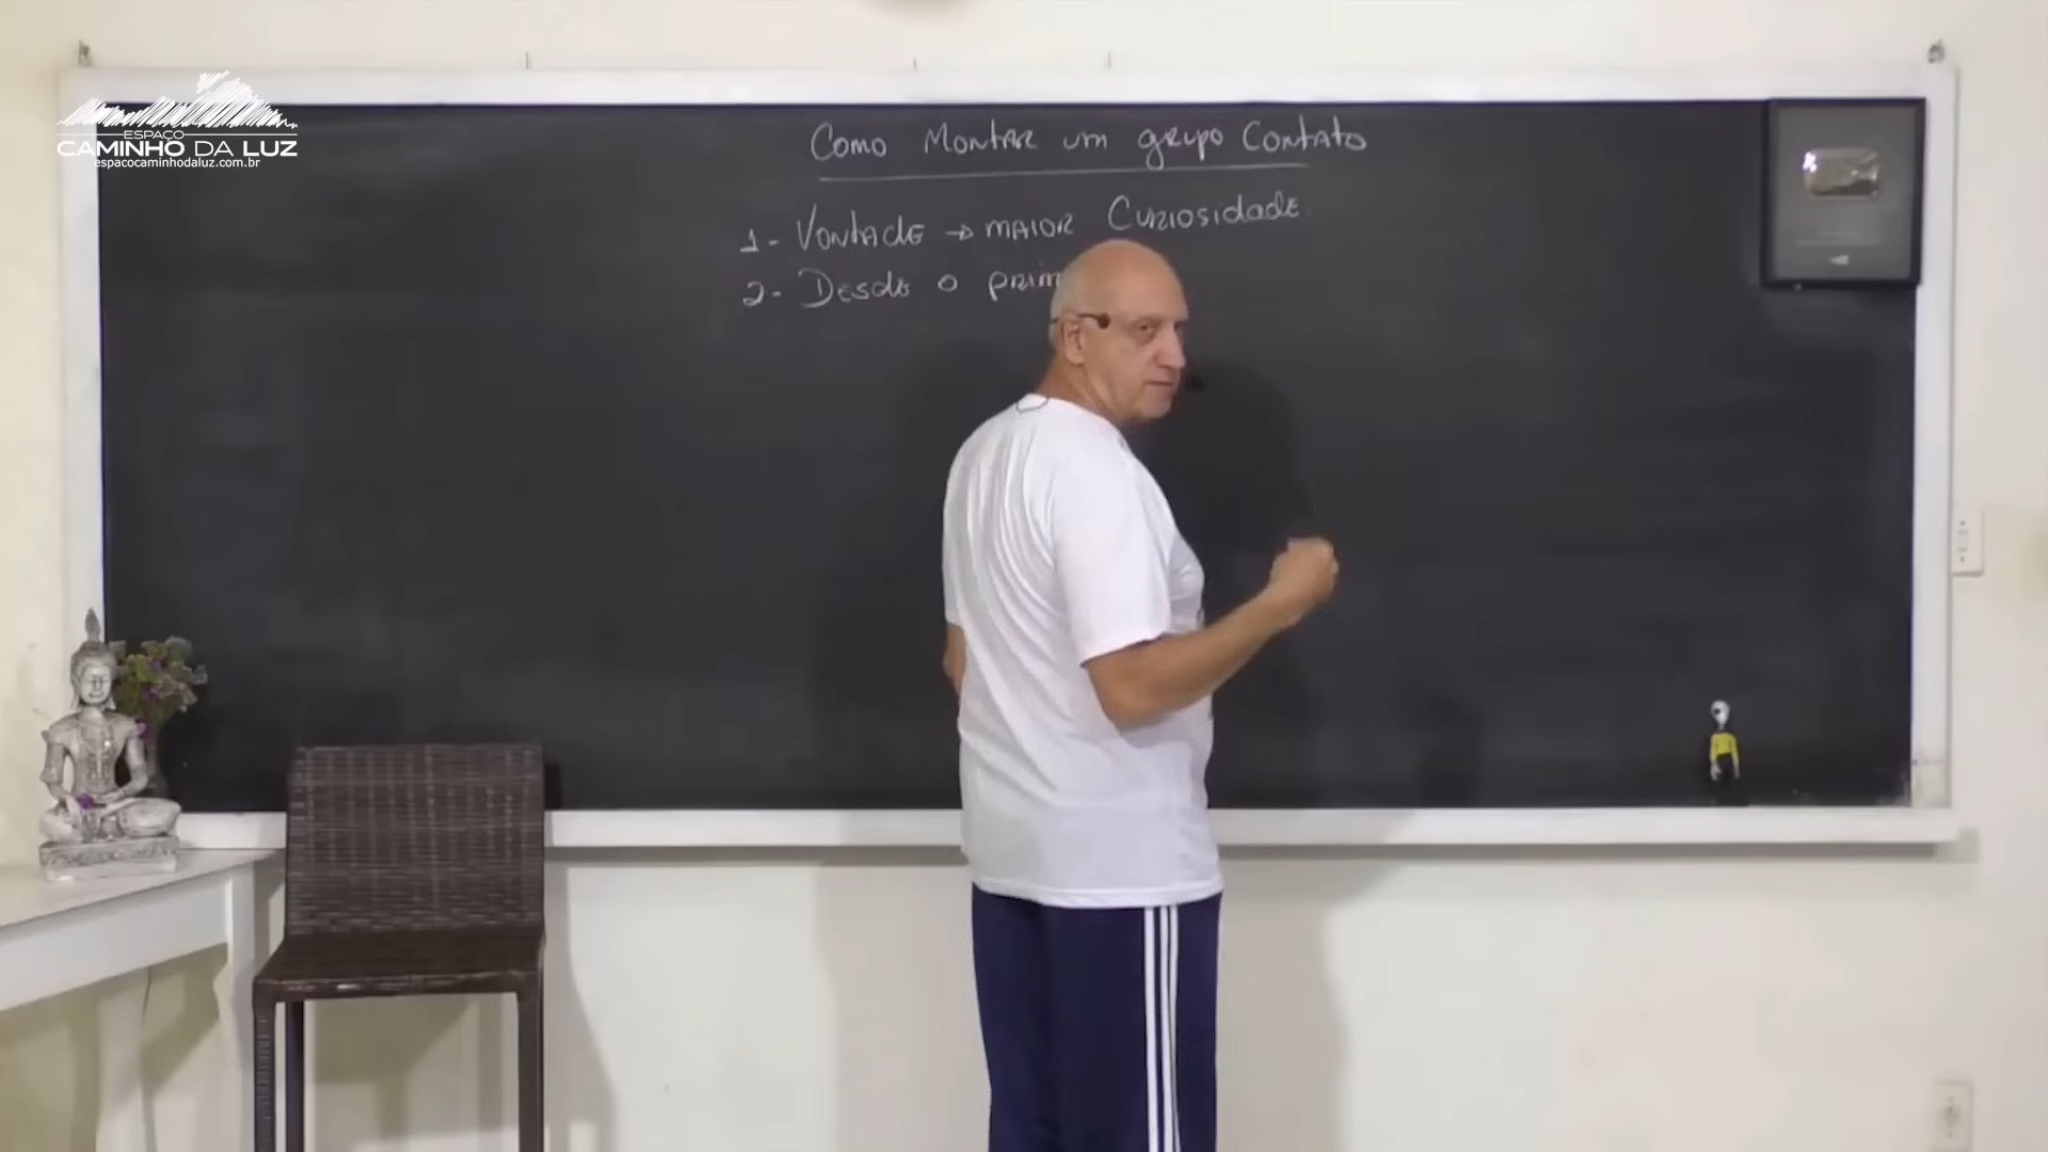 ESPAÇO
CAMINHO DA LUZ
espacocaminhodaluz.com.br
Como Montar um grupo Contato
1- Vontade → maior Curiosidade
2- Desde o prim